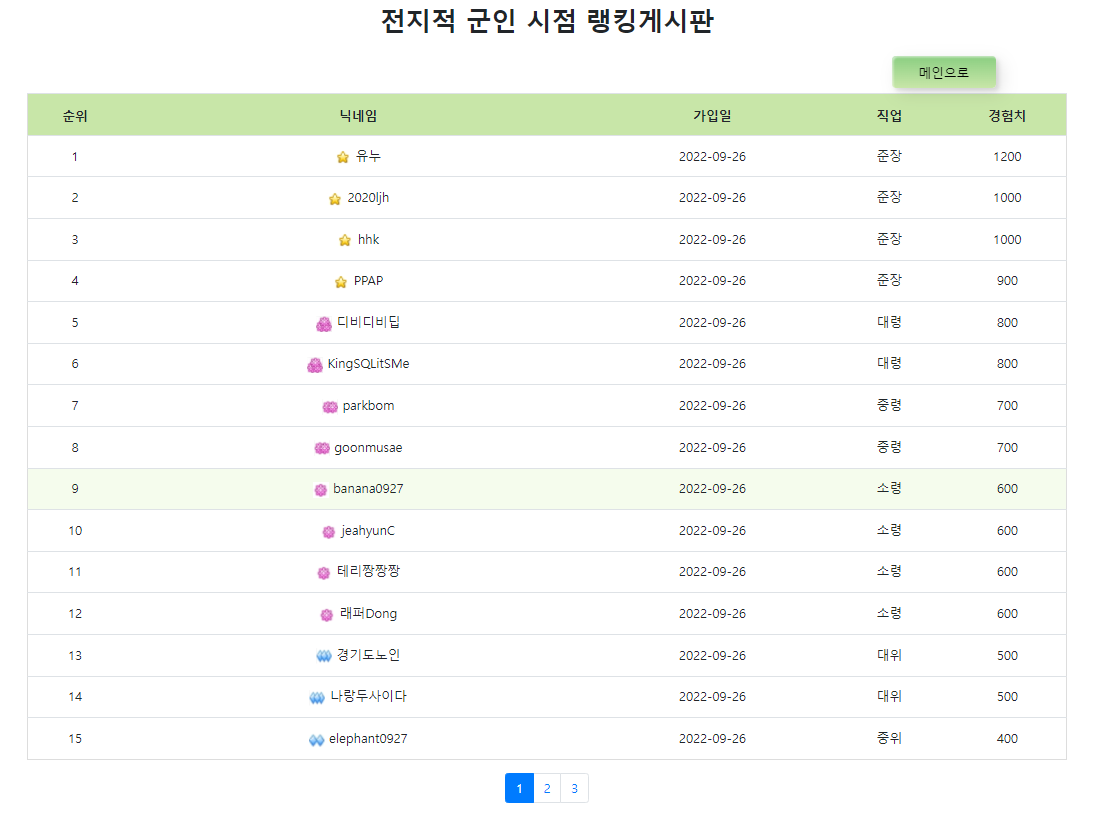 전지적 군인 시점 랭킹게시판
메인으로
순위 닉네임 가입일 직업 경험치
1 유누 2022-09-26 준장 1200
2 2020ljh 2022-09-26 준장 1000
3 hhk 2022-09-26 준장 1000
4 PPAP 2022-09-26 준장 900
5 디비디비딥 2022-09-26 대령 800
6 KingSQLitSMe 2022-09-26 대령 800
7 parkbom 2022-09-26 중령 700
8 goonmusae 2022-09-26 중령 700
9 banana0927 2022-09-26 소령 600
10 jeahyunC 2022-09-26 소령 600
11 테리짱짱짱 2022-09-26 소령 600
12 래퍼Dong 2022-09-26 소령 600
13 경기도노인 2022-09-26 대위 500
14 나랑두사이다 2022-09-26 대위 500
15 elephant0927 2022-09-26 중위 400
1 2 3